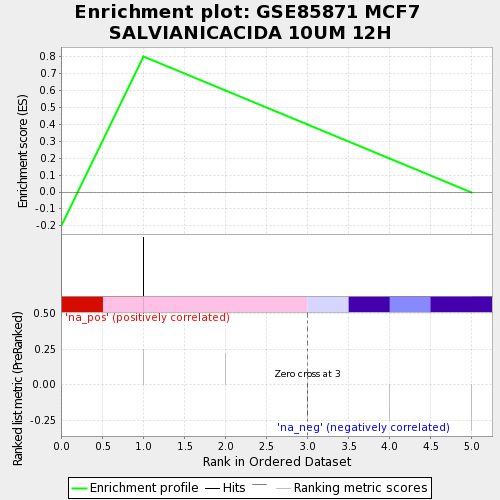 Enrichment plot: GSE85871 MCF7
SALVIANICACIDA 10UM 12H
Enrichment score (ES)
0.8
0.7
0.6
0.5
0.4
0.3
0.2
0.1
0.0
-0.1
-0.2
Ranked list metric (PreRanked)
0.50
0.25
0.00
-0.25
'na_pos' (positively correlated)
Zero cross at 3
'na_neg' (negatively correlated)
0.0 0.5 1.0 1.5 2.0 2.5 3.0 3.5 4.0 4.5 5.0
Rank in Ordered Dataset
Enrichment profile Hits Ranking metric scores